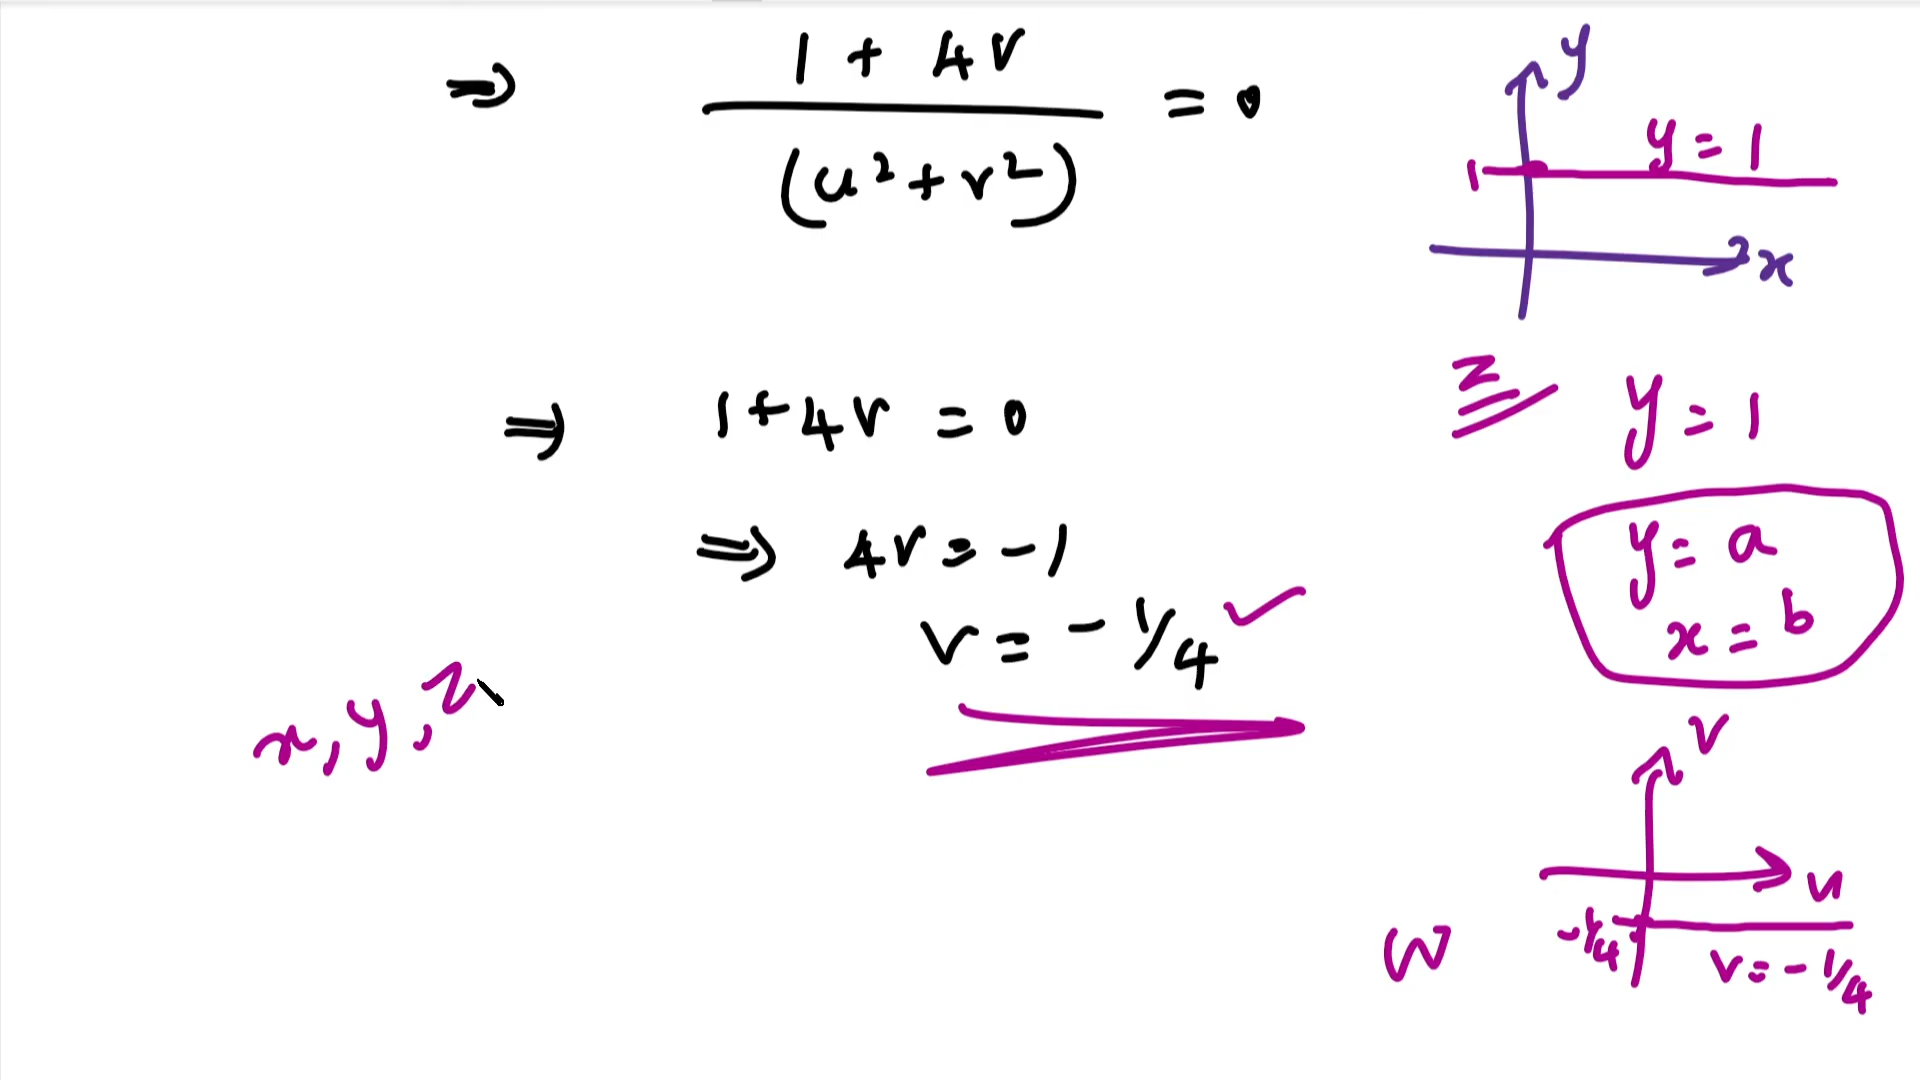 ⇒ 1 + 4v / (u² + v²) = 0
⇒ 1 + 4v = 0
⇒ 4v = -1
v = -1/4 ✓
x, y, z
y
y = 1
1
x
z y = 1
y = a
x = b
v
u
-1/4
v = -1/4
W